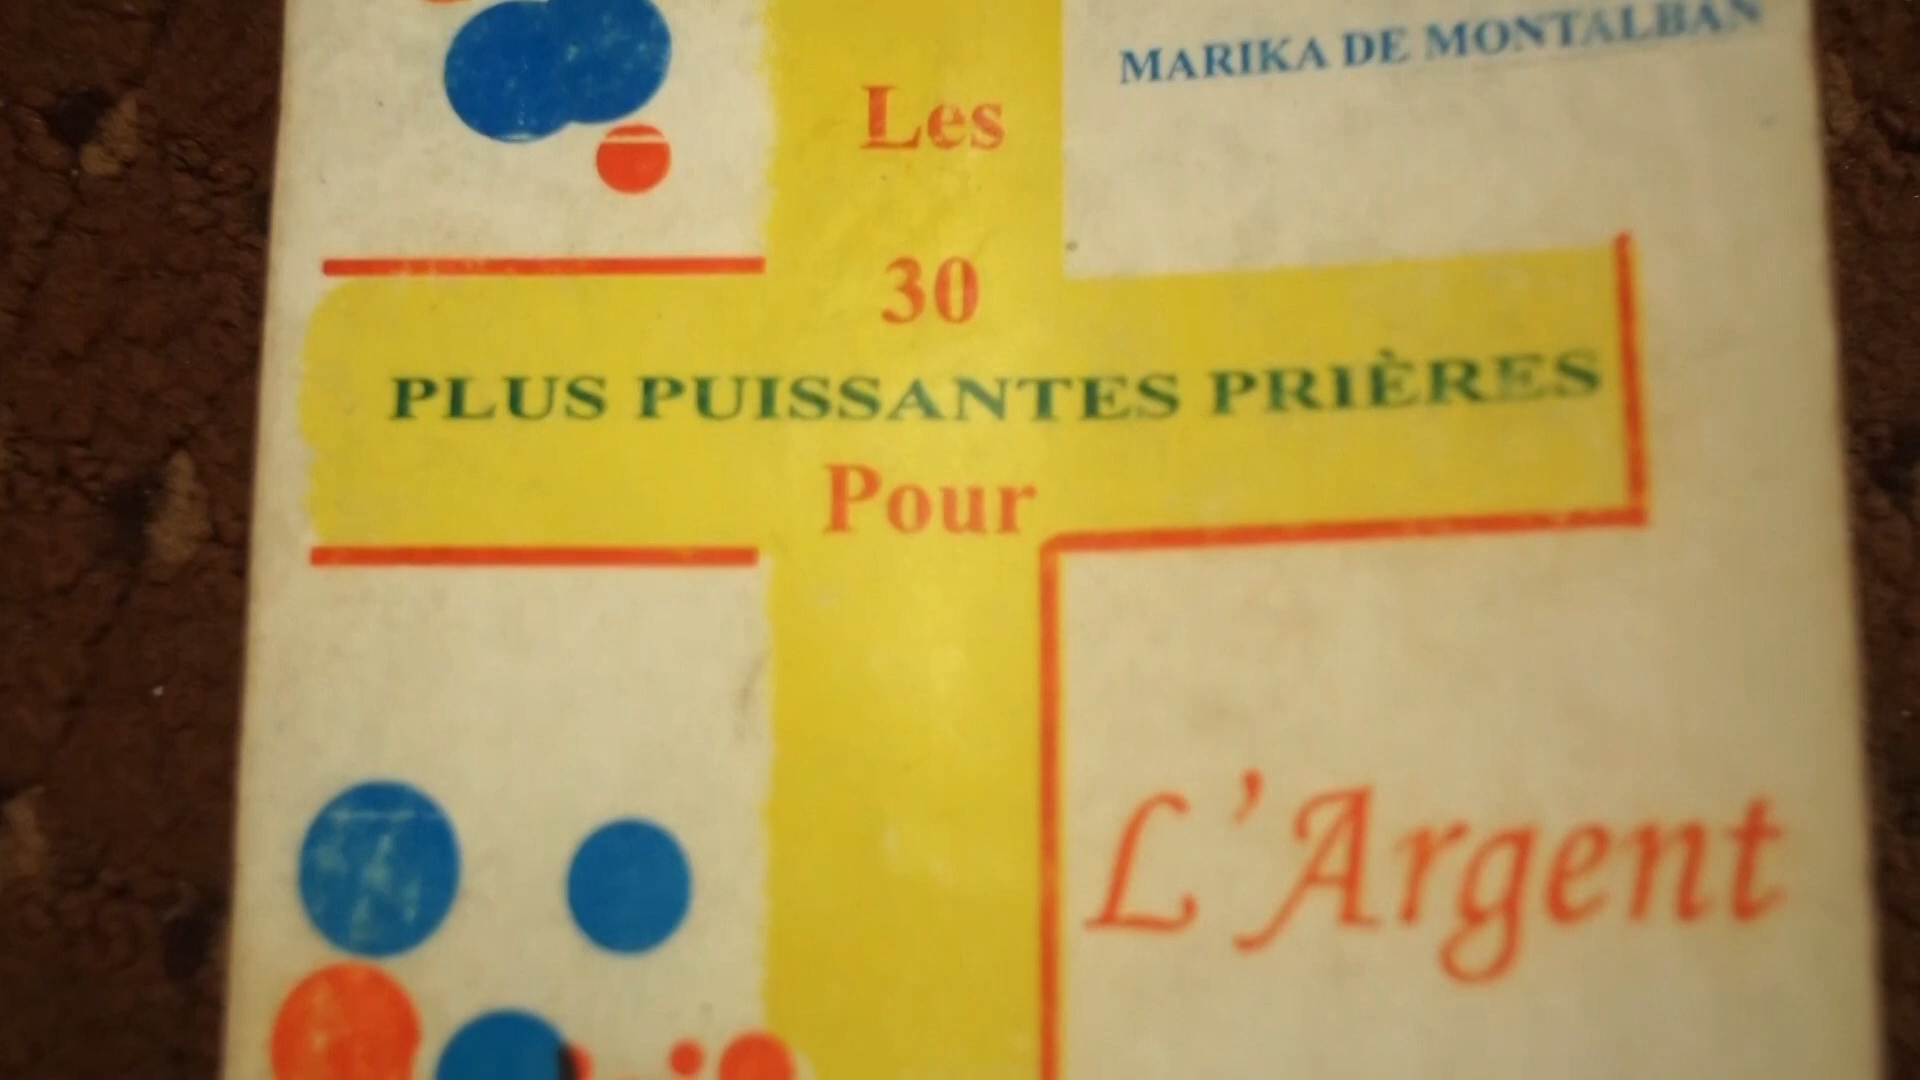 MARIKA DE MONTALBAN
Les
30
PLUS PUISSANTES PRIÈRES
Pour
L'Argent